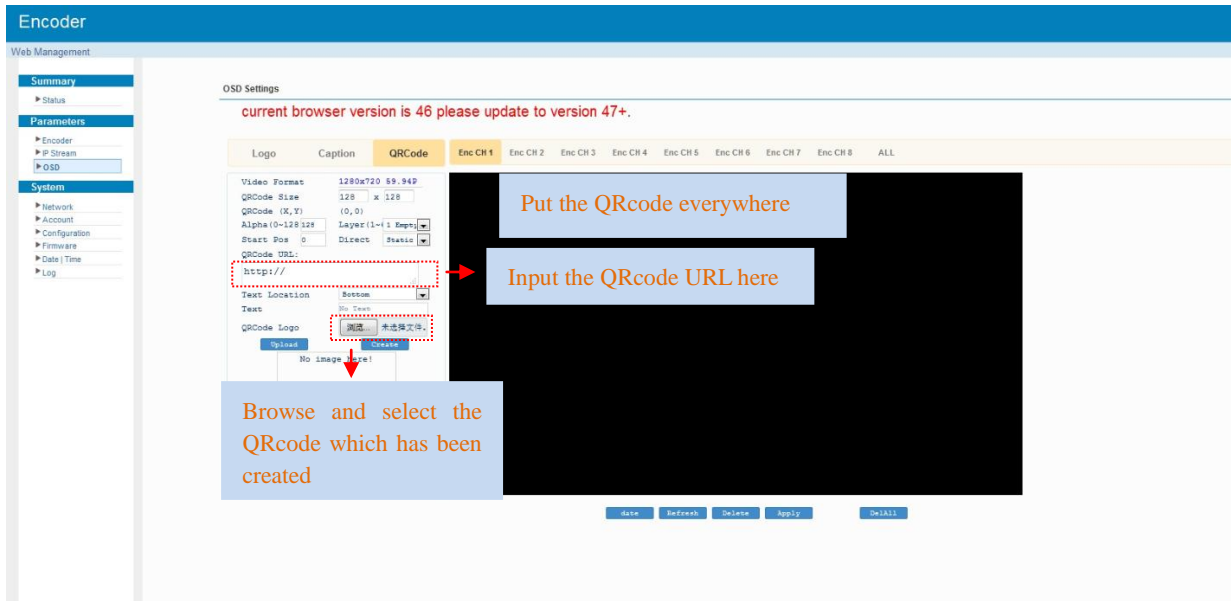 Encoder
Web Management
Summary
Status
Parameters
Encoder
IP Stream
OSD
System
Network
Account
Configuration
Firmware
Date | Time
Log
OSD Settings
current browser version is 46 please update to version 47+.
Logo Caption QRCode Enc CH 1 Enc CH 2 Enc CH 3 Enc CH 4 Enc CH 5 Enc CH 6 Enc CH 7 Enc CH 8 ALL
Video Format 1280x720 59.94P
QRCode Size 128 x 128
QRCode (X,Y) (0,0)
Alpha(0~128 128 Layer(1~ 1 Empty
Start Pos 0 Direct Static
QRCode URL:
http://
Text Location Bottom
Text No Text
QRCode Logo 浏览... 未选择文件。
Upload Create
No image here!
Put the QRcode everywhere
Input the QRcode URL here
Browse and select the
QRcode which has been
created
date Refresh Delete Apply DelAll